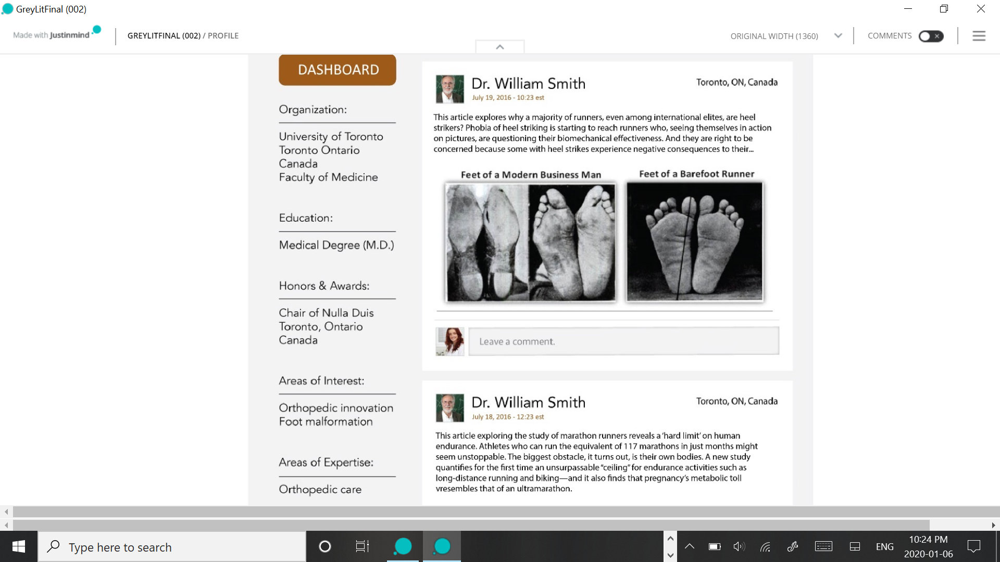 GreyLitFinal (002)
Made with Justinmind
GREYLITFINAL (002) / PROFILE
ORIGINAL WIDTH (1360)
COMMENTS
DASHBOARD
Organization:
University of Toronto
Toronto Ontario
Canada
Faculty of Medicine
Education:
Medical Degree (M.D.)
Honors & Awards:
Chair of Nulla Duis
Toronto, Ontario
Canada
Areas of Interest:
Orthopedic innovation
Foot malformation
Areas of Expertise:
Orthopedic care
Dr. William Smith
Toronto, ON, Canada
July 19, 2016 - 10:23 est
This article explores why a majority of runners, even among international elites, are heel
strikers? Phobia of heel striking is starting to reach runners who, seeing themselves in action
on pictures, are questioning their biomechanical effectiveness. And they are right to be
concerned because some with heel strikes experience negative consequences to their...
Feet of a Modern Business Man
Feet of a Barefoot Runner
Leave a comment.
Dr. William Smith
Toronto, ON, Canada
July 18, 2016 - 12:23 est
This article exploring the study of marathon runners reveals a 'hard limit' on human
endurance. Athletes who can run the equivalent of 117 marathons in just months might
seem unstoppable. The biggest obstacle, it turns out, is their own bodies. A new study
quantifies for the first time an unsurpassable “ceiling” for endurance activities such as
long-distance running and biking—and it also finds that pregnancy's metabolic toll
vresembles that of an ultramarathon.
Type here to search
ENG
10:24 PM
2020-01-06